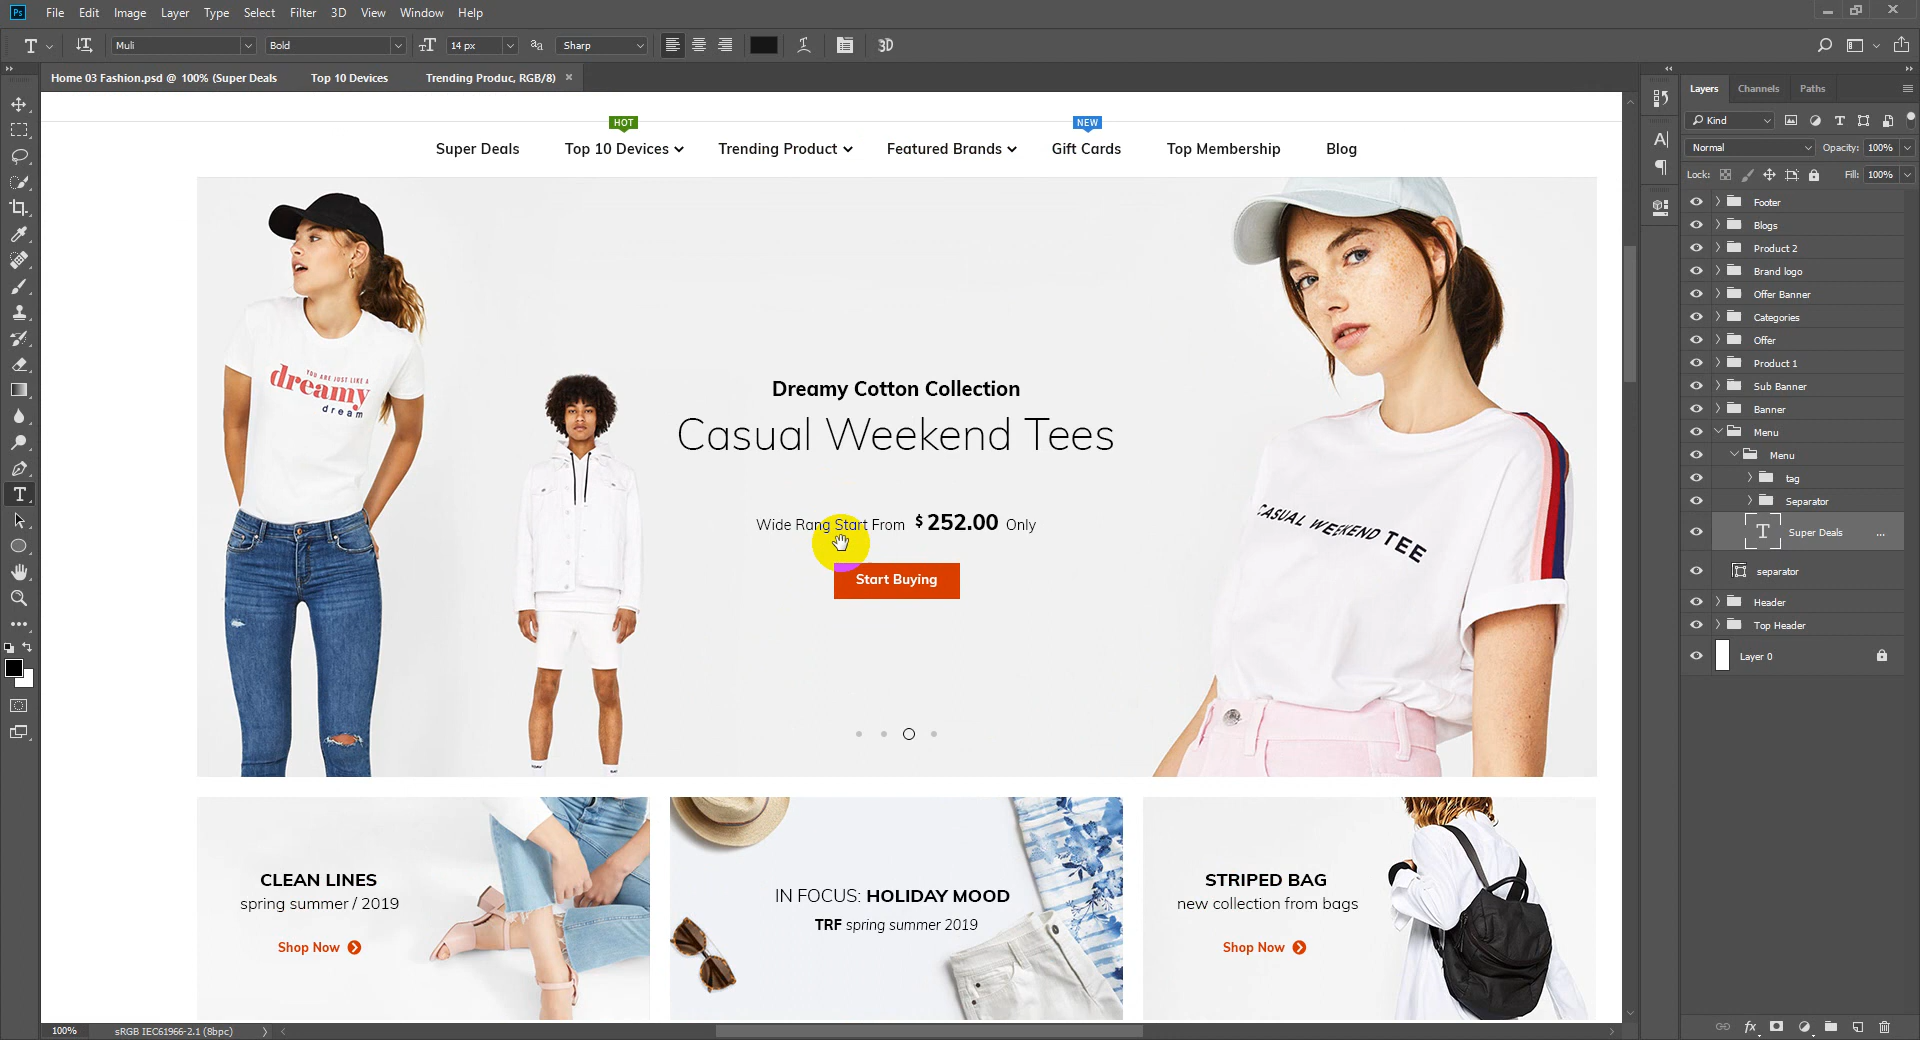 Ps File Edit Image Layer Type Select Filter 3D View Window Help
Muli Bold 14 px Sharp 3D
Home 03 Fashion.psd @ 100% (Super Deals Top 10 Devices Trending Produc, RGB/8) ×
HOT NEW
Super Deals Top 10 Devices Trending Product Featured Brands Gift Cards Top Membership Blog
YOU ARE JUST LIKE A
dreamy
dream
Dreamy Cotton Collection
Casual Weekend Tees
Wide Rang Start From $ 252.00 Only
Start Buying
CASUAL WEEKEND TEE
CLEAN LINES
spring summer / 2019
Shop Now
IN FOCUS: HOLIDAY MOOD
TRF spring summer 2019
STRIPED BAG
new collection from bags
Shop Now
100% sRGB IEC61966-2.1 (8bpc)
Layers Channels Paths
Kind
Normal Opacity: 100%
Lock: Fill: 100%
Footer
Blogs
Product 2
Brand logo
Offer Banner
Categories
Offer
Product 1
Sub Banner
Banner
Menu
Menu
tag
Separator
Super Deals ...
separator
Header
Top Header
Layer 0